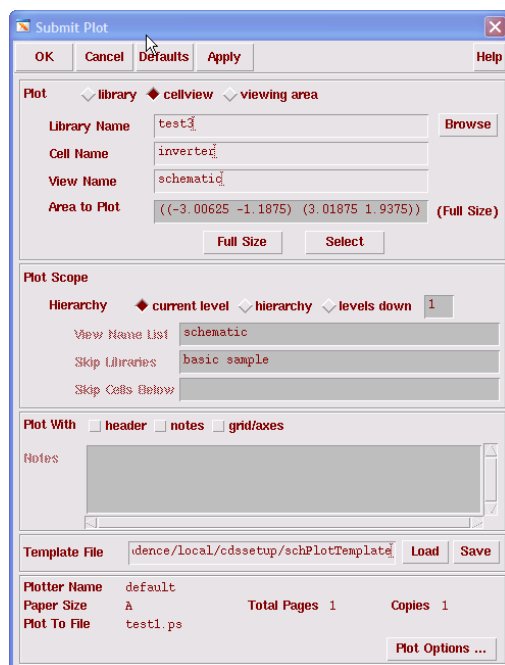 Submit Plot
OK Cancel Defaults Apply Help
Plot library cellview viewing area
Library Name test3 Browse
Cell Name inverter
View Name schematic
Area to Plot ((-3.00625 -1.1875) (3.01875 1.9375)) (Full Size)
Full Size Select
Plot Scope
Hierarchy current level hierarchy levels down 1
View Name List schematic
Skip Libraries basic sample
Skip Cells Below
Plot With header notes grid/axes
Notes
Template File dence/local/cdssetup/schPlotTemplate Load Save
Plotter Name default
Paper Size A Total Pages 1 Copies 1
Plot To File test1.ps
Plot Options ...